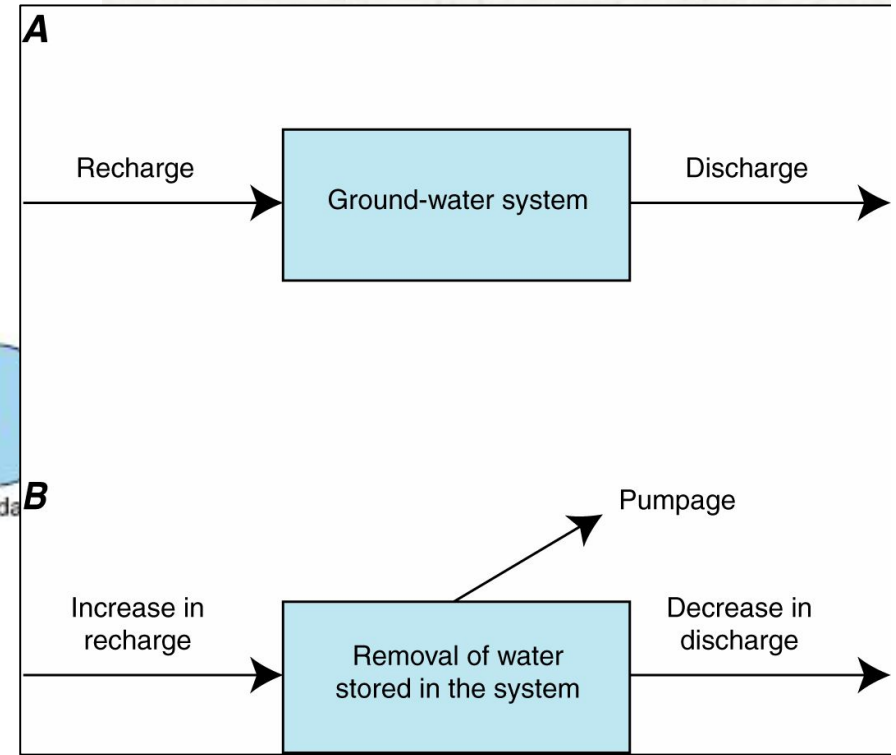 A
Recharge
Ground-water system
Discharge
B
Pumpage
Increase in
recharge
Removal of water
stored in the system
Decrease in
discharge